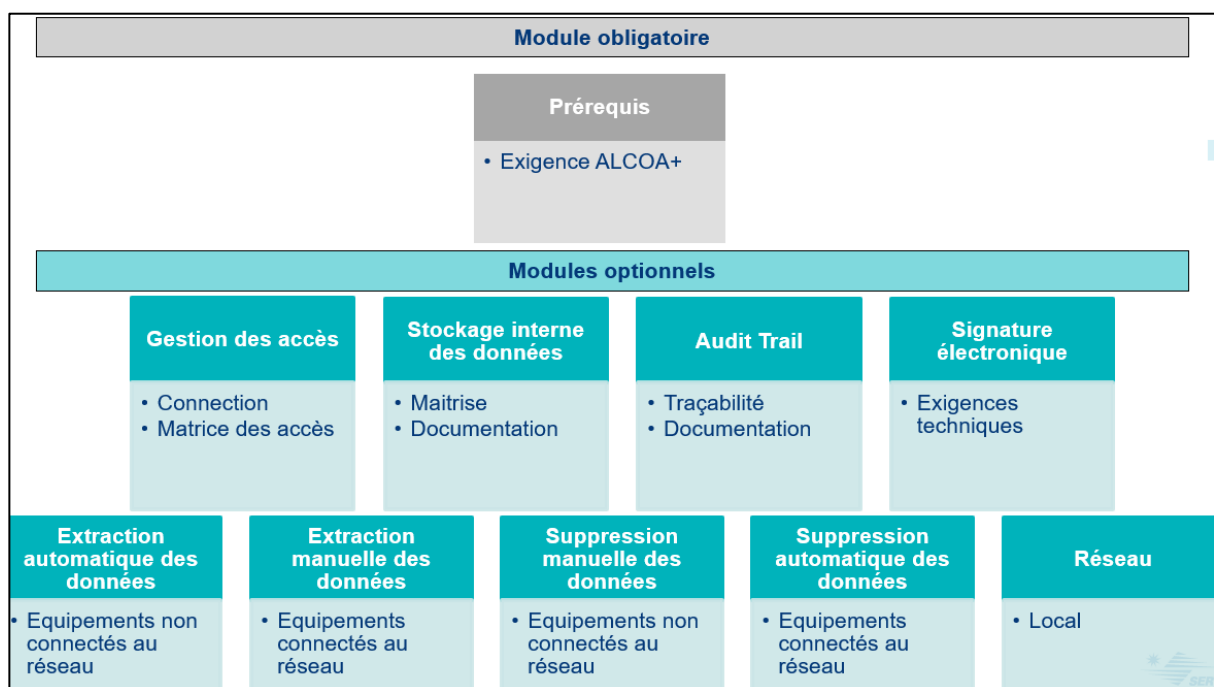 Module obligatoire
Prérequis
• Exigence ALCOA+
Modules optionnels
Gestion des accès
• Connection
• Matrice des accès
Stockage interne
des données
• Maitrise
• Documentation
Audit Trail
• Traçabilité
• Documentation
Signature
électronique
• Exigences
techniques
Extraction
automatique des
données
• Equipements non
connectés au
réseau
Extraction
manuelle des
données
• Equipements
connectés au
réseau
Suppression
manuelle des
données
• Equipements non
connectés au
réseau
Suppression
automatique des
données
• Equipements
connectés au
réseau
Réseau
• Local